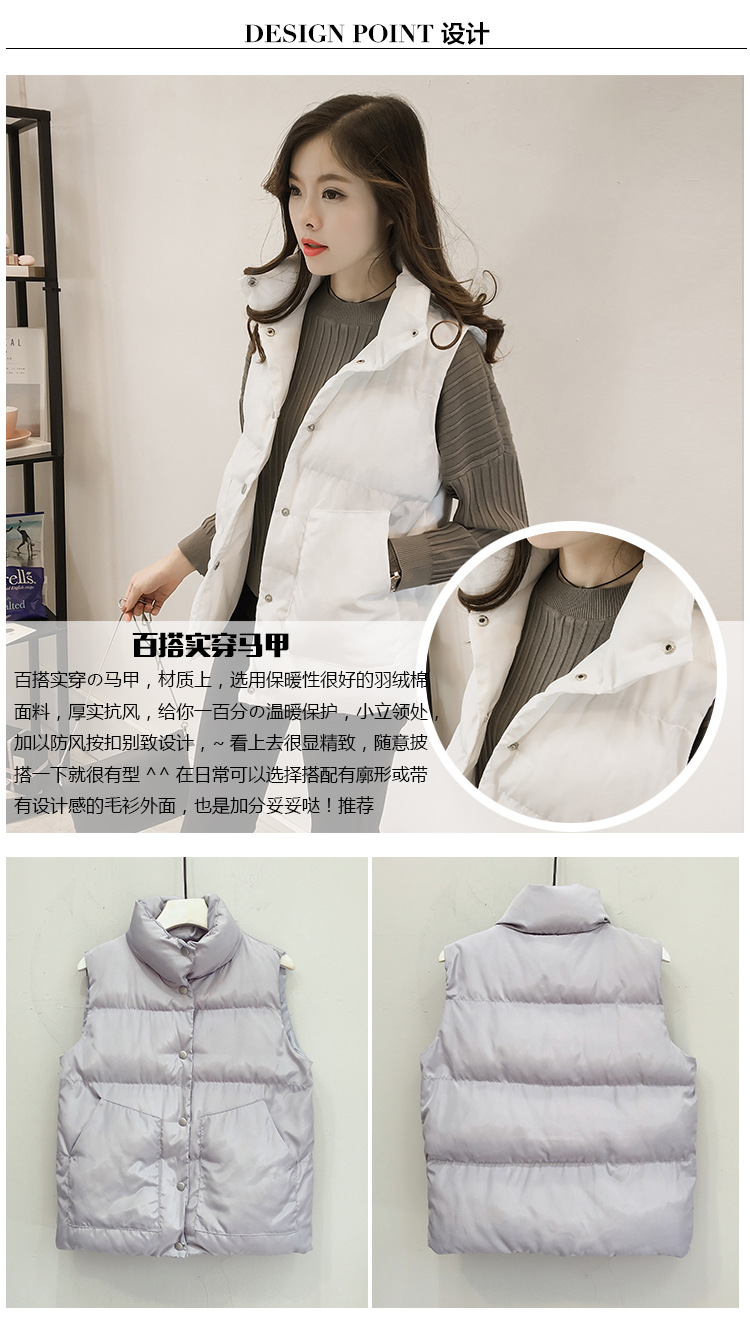 DESIGN POINT 设计
AL
rells.
alted
百搭实穿马甲
百搭实穿の马甲，材质上，选用保暖性很好的羽绒棉
面料，厚实抗风，给你一百分の温暖保护，小立领处，
加以防风按扣别致设计，~ 看上去很显精致，随意披
搭一下就很有型 ^^ 在日常可以选择搭配有廓形或带
有设计感的毛衫外面，也是加分妥妥哒！推荐